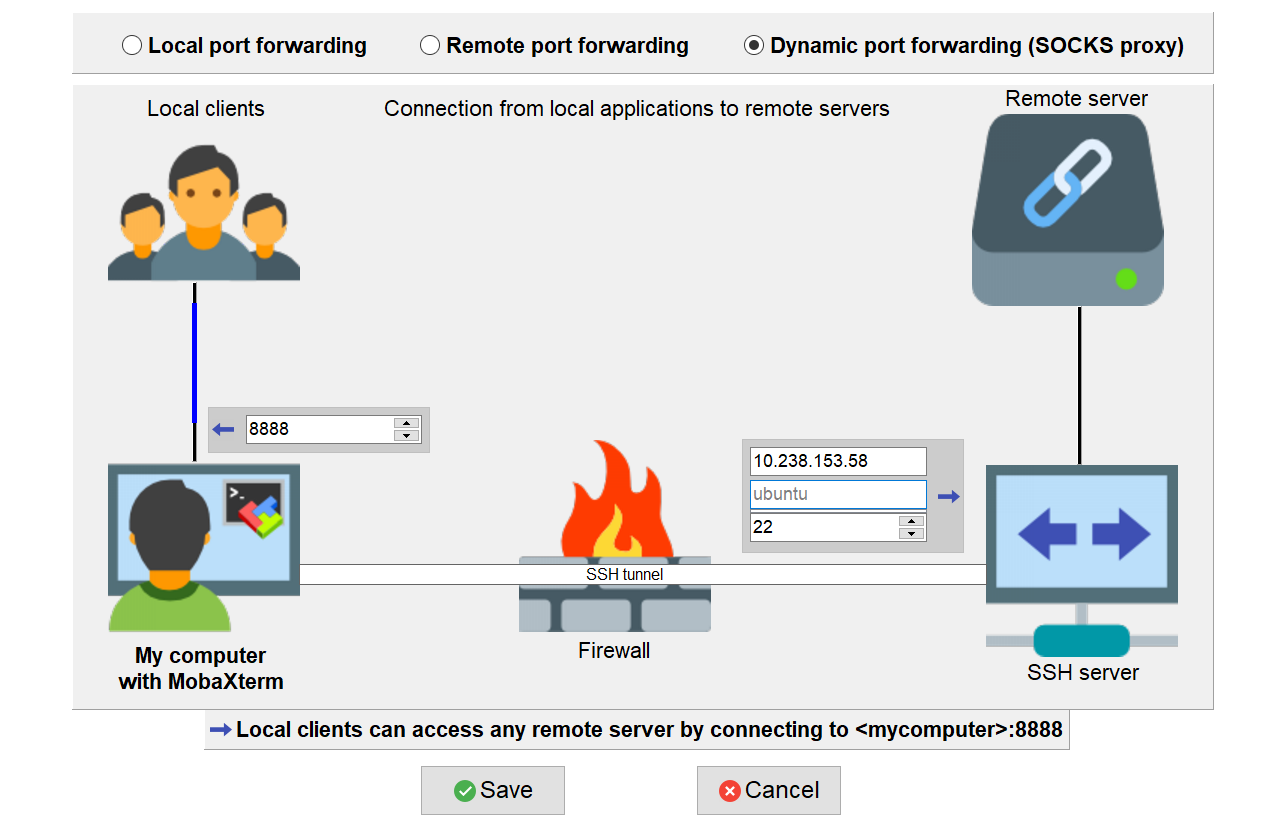 Local port forwarding
Remote port forwarding
Dynamic port forwarding (SOCKS proxy)
Local clients
Connection from local applications to remote servers
Remote server
8888
10.238.153.58
ubuntu
22
>_
SSH tunnel
Firewall
My computer
with MobaXterm
SSH server
Local clients can access any remote server by connecting to <mycomputer>:8888
Save
Cancel